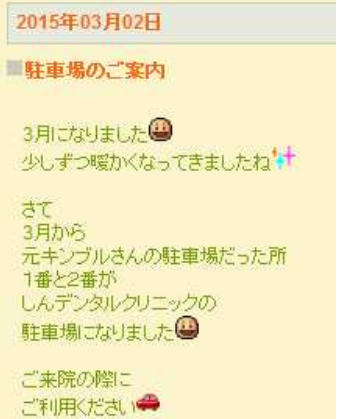 2015年03月02日
駐車場のご案内
3月になりました
少しずつ暖かくなってきましたね
さて
3月から
元キンブルさんの駐車場だった所
1番と2番が
しんデンタルクリニックの
駐車場になりました
ご来院の際に
ご利用ください